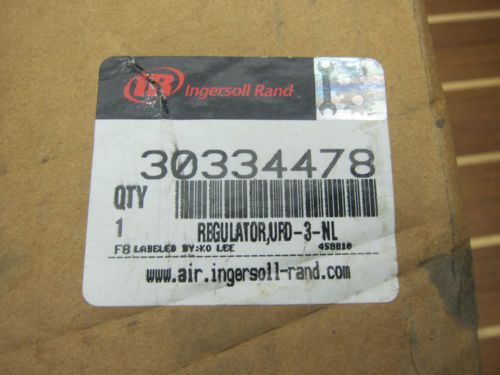 IR Ingersoll Rand
30334478
QTY
1
REGULATOR,UFD-3-NL
F8 LABELED BY:KO LEE 458810
www.air.ingersoll-rand.com